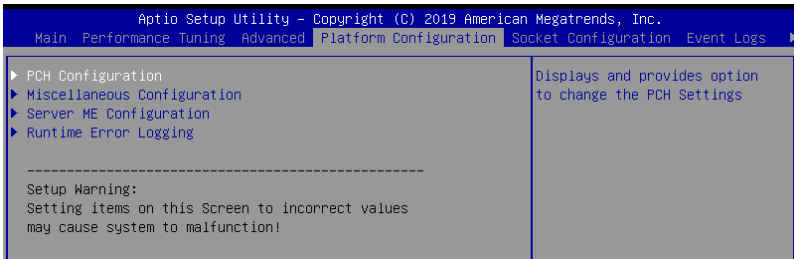 Aptio Setup Utility – Copyright (C) 2019 American Megatrends, Inc.
Main Performance Tuning Advanced Platform Configuration Socket Configuration Event Logs
PCH Configuration
Miscellaneous Configuration
Server ME Configuration
Runtime Error Logging
------------------------------------------------
Setup Warning:
Setting items on this Screen to incorrect values
may cause system to malfunction!
Displays and provides option
to change the PCH Settings